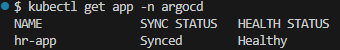 $ kubectl get app -n argocd
NAME SYNC STATUS HEALTH STATUS
hr-app Synced Healthy